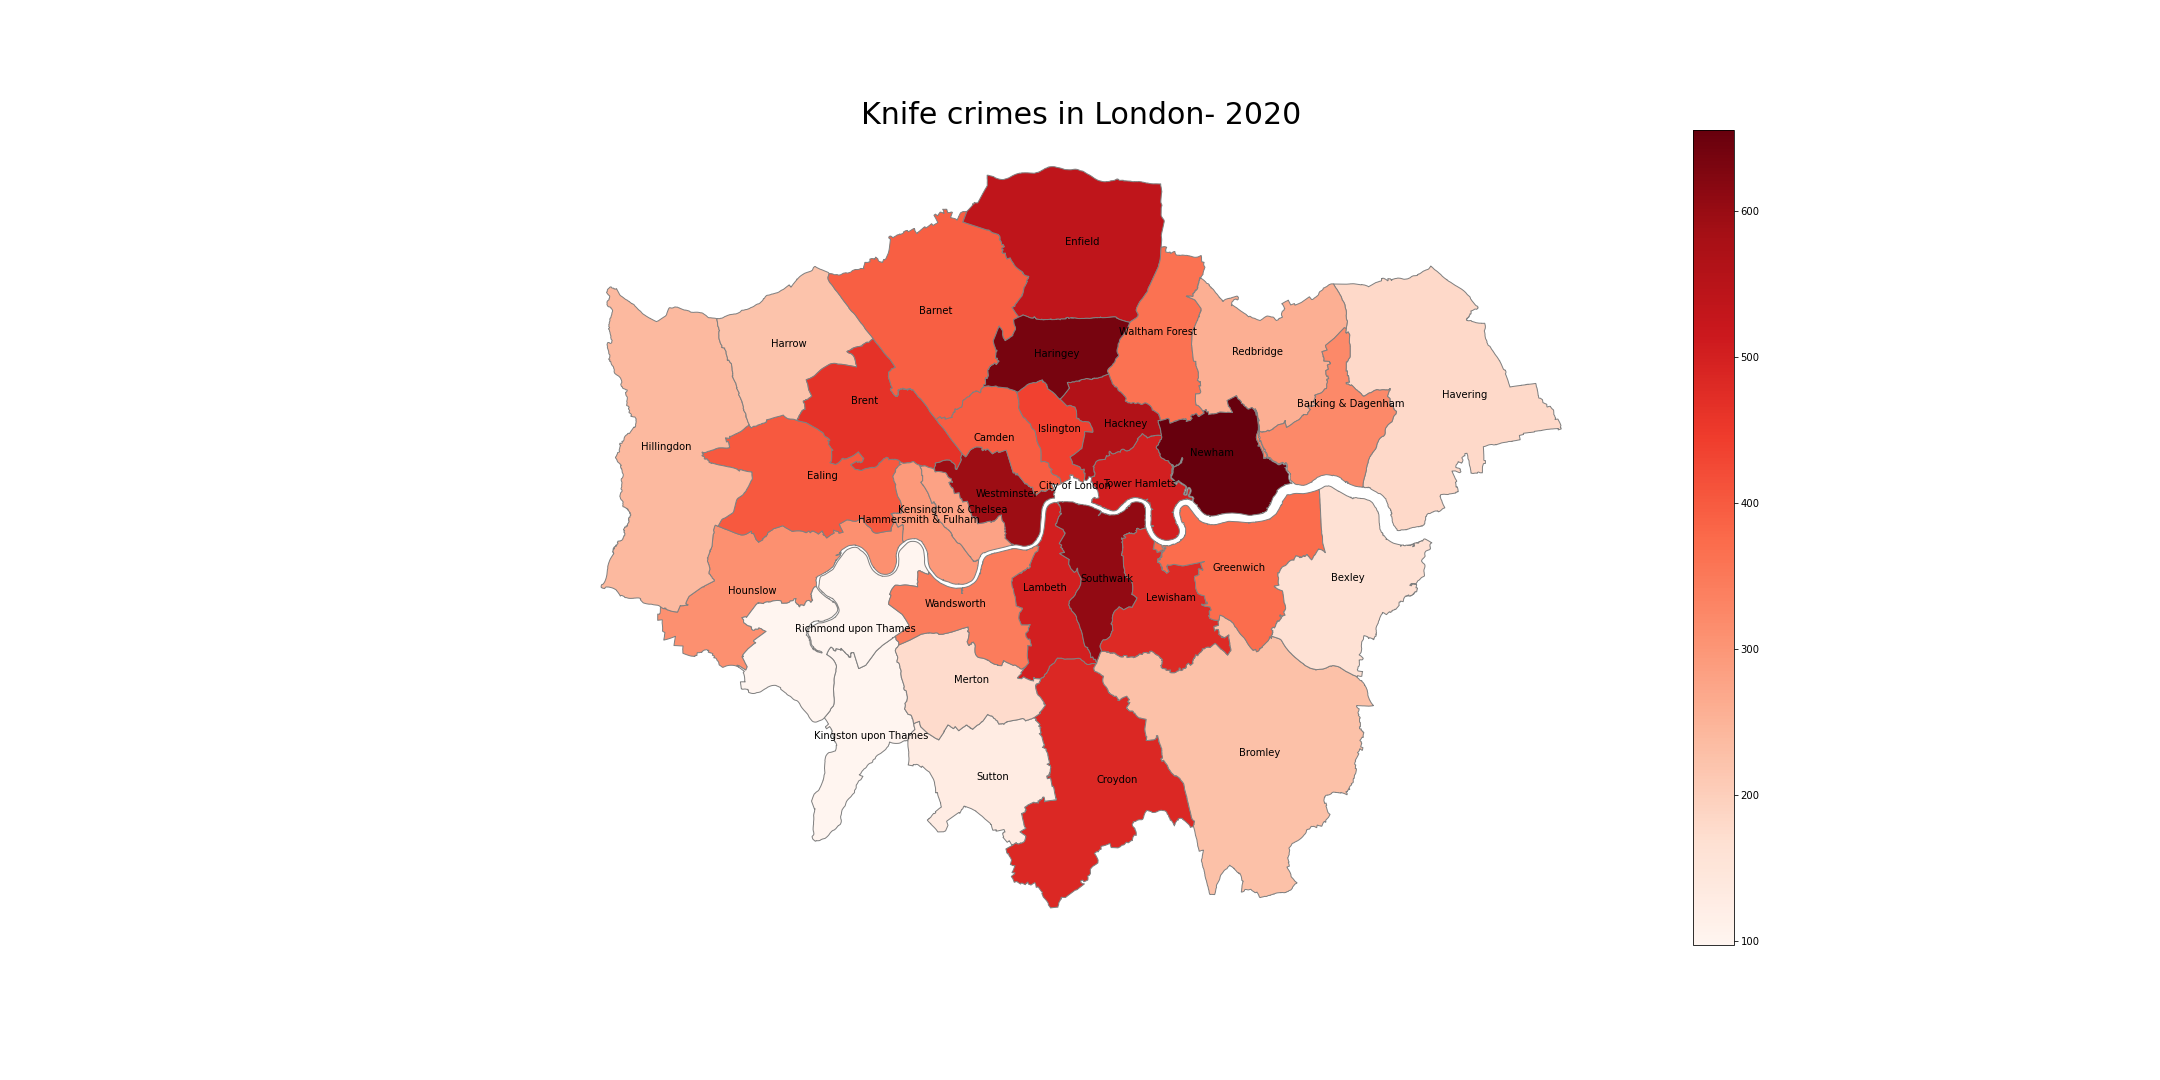 Knife crimes in London- 2020
Enfield
Barnet
Waltham Forest
Harrow
Redbridge
Haringey
Havering
Brent
Barking & Dagenham
Hackney
Islington
Camden
Hillingdon
Newham
Ealing
Tower Hamlets
City of London
Westminster
Kensington & Chelsea
Hammersmith & Fulham
Greenwich
Bexley
Southwark
Lambeth
Hounslow
Lewisham
Wandsworth
Richmond upon Thames
Merton
Kingston upon Thames
Bromley
Sutton
Croydon
600
500
400
300
200
100